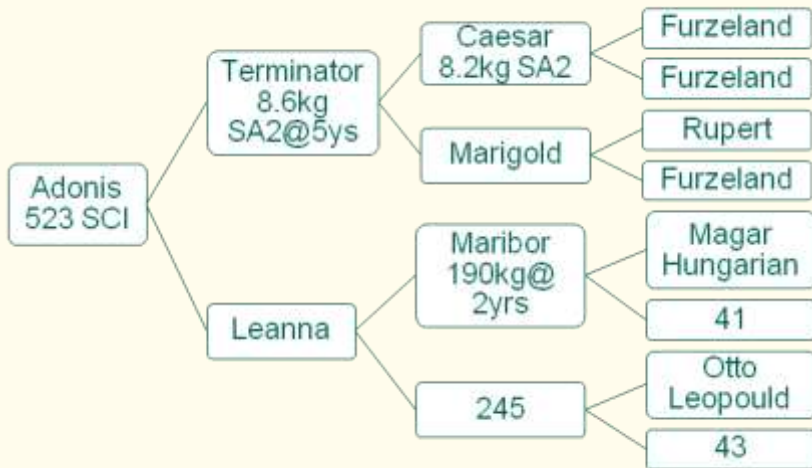 Adonis
523 SCI
Terminator
8.6kg
SA2@5ys
Leanna
Caesar
8.2kg SA2
Marigold
Maribor
190kg@
2yrs
245
Furzeland
Furzeland
Rupert
Furzeland
Magar
Hungarian
41
Otto
Leopould
43